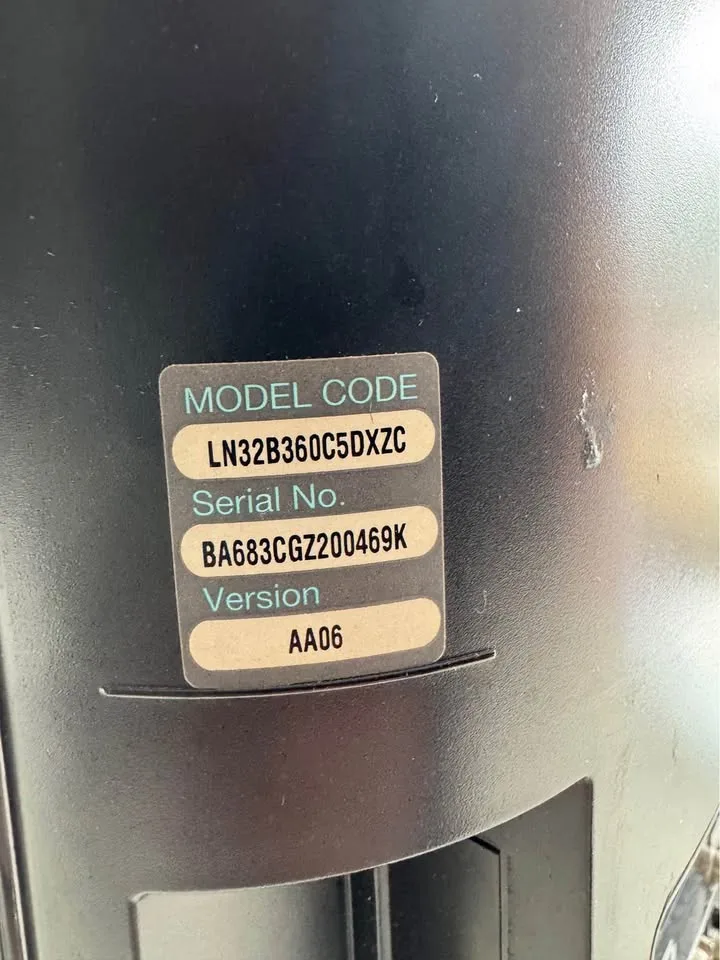 MODEL CODE
LN32B360C5DXZC
Serial No.
BA683CGZ200469K
Version
AA06